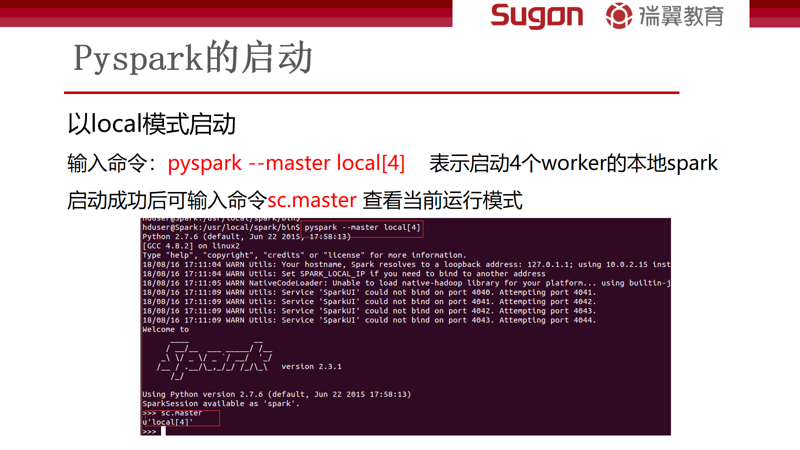 Sugon 瑞翼教育
Pyspark的启动
以local模式启动
输入命令：pyspark --master local[4] 表示启动4个worker的本地spark
启动成功后可输入命令sc.master 查看当前运行模式
hduser@Spark:/usr/local/spark/bin$
hduser@Spark:/usr/local/spark/bin$ pyspark --master local[4]
Python 2.7.6 (default, Jun 22 2015, 17:58:13)
[GCC 4.8.2] on linux2
Type "help", "copyright", "credits" or "license" for more information.
18/08/16 17:11:04 WARN Utils: Your hostname, Spark resolves to a loopback address: 127.0.1.1; using 10.0.2.15 inst
18/08/16 17:11:04 WARN Utils: Set SPARK_LOCAL_IP if you need to bind to another address
18/08/16 17:11:05 WARN NativeCodeLoader: Unable to load native-hadoop library for your platform... using builtin-j
18/08/16 17:11:09 WARN Utils: Service 'SparkUI' could not bind on port 4040. Attempting port 4041.
18/08/16 17:11:09 WARN Utils: Service 'SparkUI' could not bind on port 4041. Attempting port 4042.
18/08/16 17:11:09 WARN Utils: Service 'SparkUI' could not bind on port 4042. Attempting port 4043.
18/08/16 17:11:09 WARN Utils: Service 'SparkUI' could not bind on port 4043. Attempting port 4044.
Welcome to
version 2.3.1
Using Python version 2.7.6 (default, Jun 22 2015 17:58:13)
SparkSession available as 'spark'.
>>> sc.master
u'local[4]'
>>>